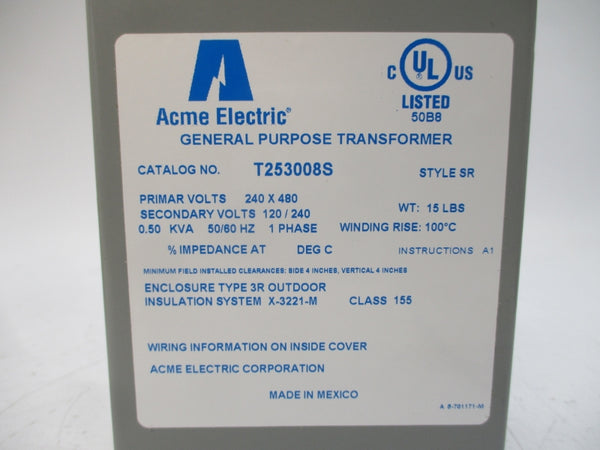 C UL US
LISTED
50B8
Acme Electric®
GENERAL PURPOSE TRANSFORMER
CATALOG NO. T253008S STYLE SR
PRIMAR VOLTS 240 X 480
SECONDARY VOLTS 120 / 240 WT: 15 LBS
0.50 KVA 50/60 HZ 1 PHASE WINDING RISE: 100°C
% IMPEDANCE AT DEG C INSTRUCTIONS A1
MINIMUM FIELD INSTALLED CLEARANCES: SIDE 4 INCHES, VERTICAL 4 INCHES
ENCLOSURE TYPE 3R OUTDOOR
INSULATION SYSTEM X-3221-M CLASS 155
WIRING INFORMATION ON INSIDE COVER
ACME ELECTRIC CORPORATION
MADE IN MEXICO
A 8-781171-M